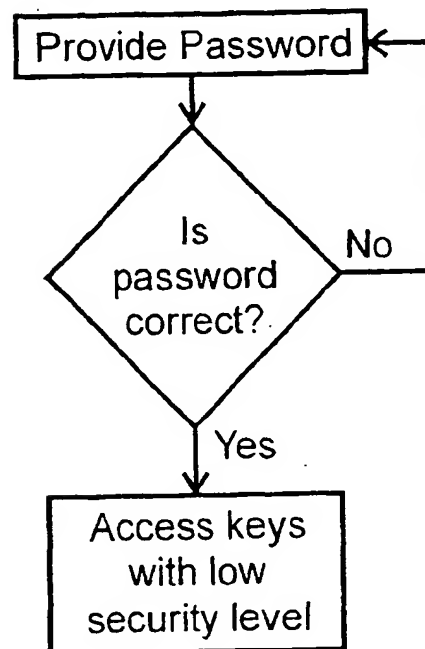 Provide Password
Is
password
correct?
No
Yes
Access keys
with low
security level